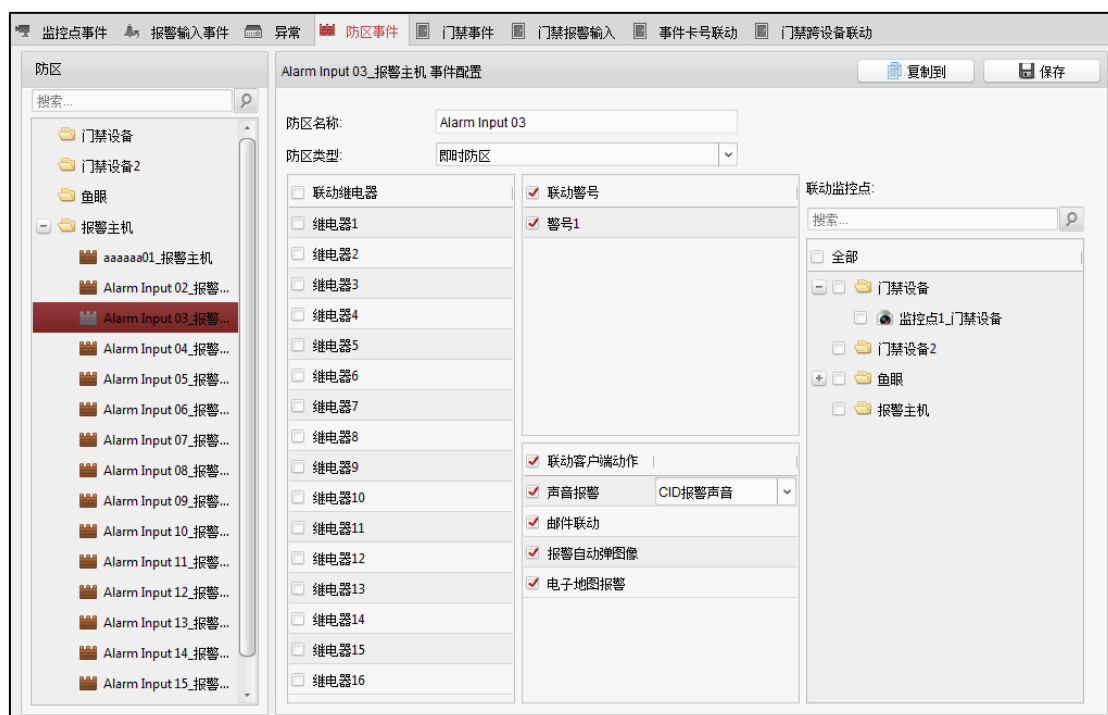 监控点事件 报警输入事件 异常 防区事件 门禁事件 门禁报警输入 事件卡号联动 门禁跨设备联动
防区
搜索...
门禁设备
门禁设备2
鱼眼
报警主机
aaaaaa01_报警主机
Alarm Input 02_报警...
Alarm Input 03_报警...
Alarm Input 04_报警...
Alarm Input 05_报警...
Alarm Input 06_报警...
Alarm Input 07_报警...
Alarm Input 08_报警...
Alarm Input 09_报警...
Alarm Input 10_报警...
Alarm Input 11_报警...
Alarm Input 12_报警...
Alarm Input 13_报警...
Alarm Input 14_报警...
Alarm Input 15_报警...
Alarm Input 03_报警主机 事件配置 复制到 保存
防区名称: Alarm Input 03
防区类型: 即时防区
联动继电器
继电器1
继电器2
继电器3
继电器4
继电器5
继电器6
继电器7
继电器8
继电器9
继电器10
继电器11
继电器12
继电器13
继电器14
继电器15
继电器16
联动警号
警号1
联动客户端动作
声音报警 CID报警声音
邮件联动
报警自动弹图像
电子地图报警
联动监控点:
搜索...
全部
门禁设备
监控点1_门禁设备
门禁设备2
鱼眼
报警主机